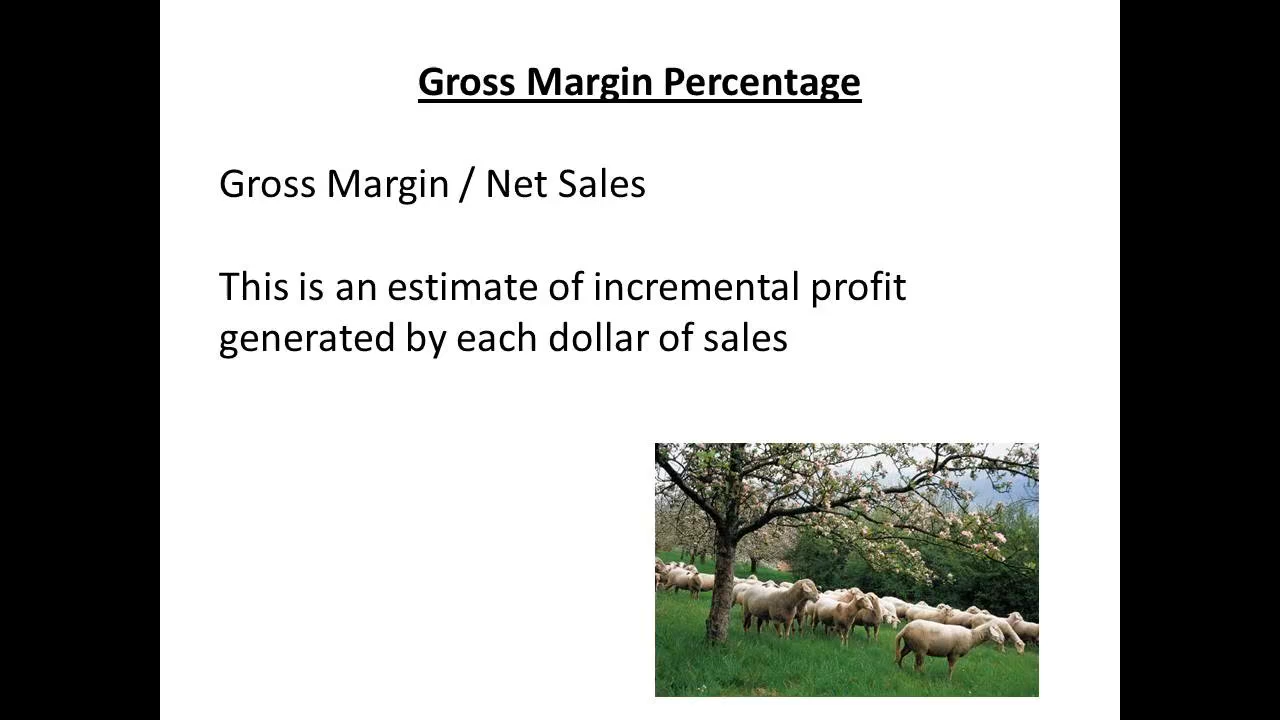 Gross Margin Percentage
Gross Margin / Net Sales
This is an estimate of incremental profit
generated by each dollar of sales